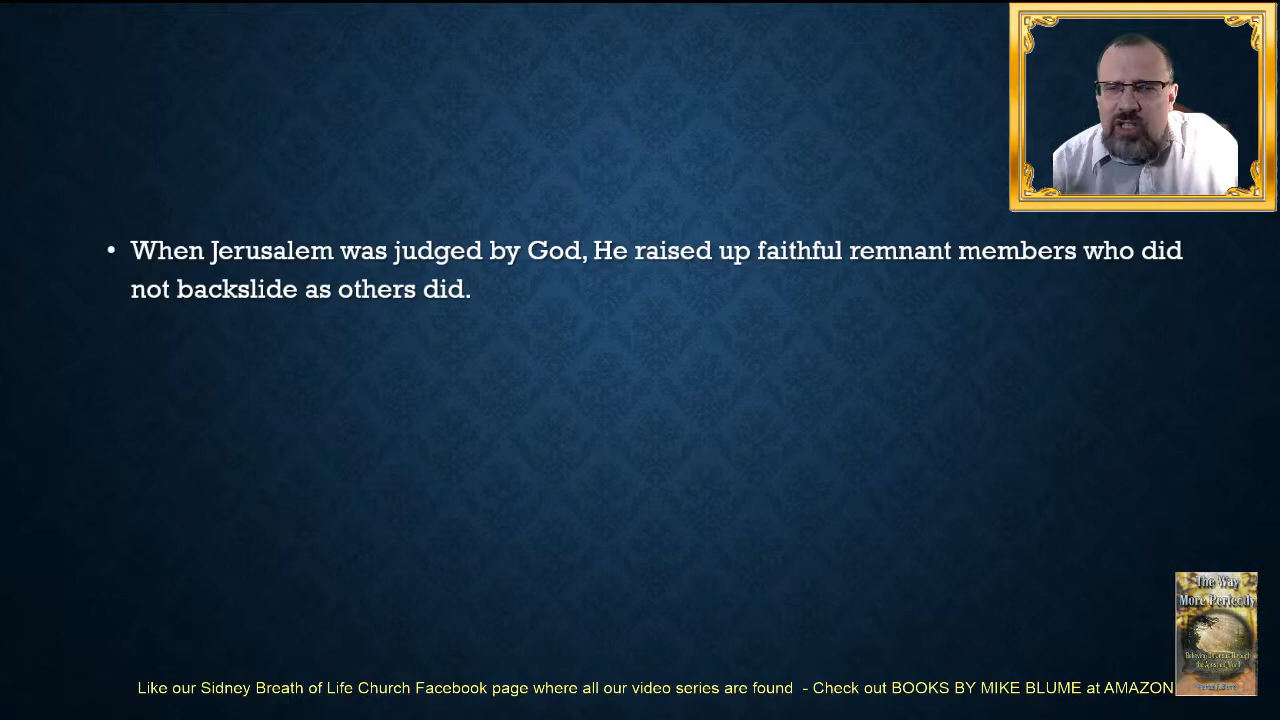 • When Jerusalem was judged by God, He raised up faithful remnant members who did
not backslide as others did.
The Way
More Perfectly
Like our Sidney Breath of Life Church Facebook page where all our video series are found - Check out BOOKS BY MIKE BLUME at AMAZON